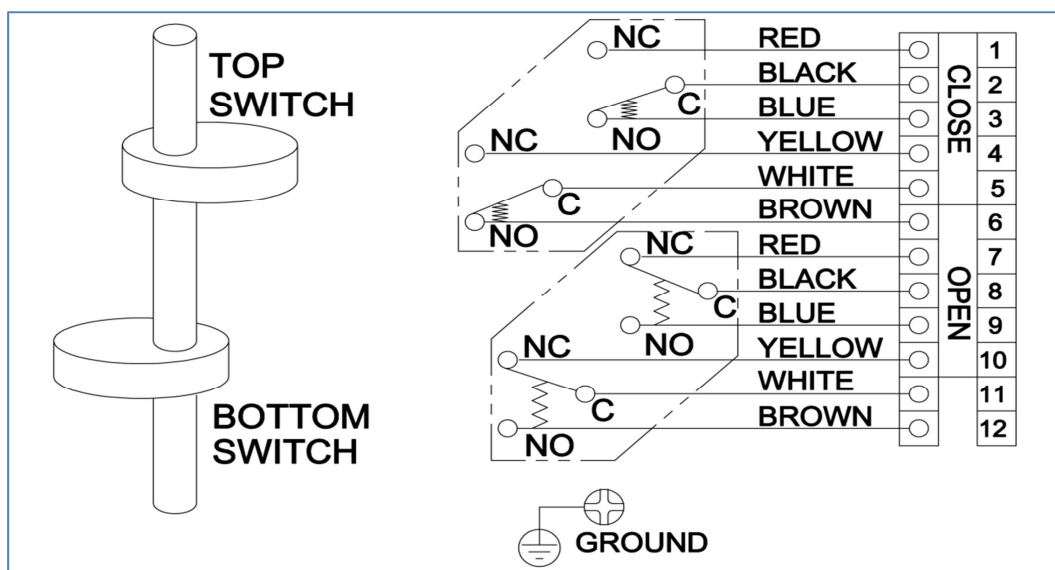 TOP
SWITCH
BOTTOM
SWITCH
NC RED 1
BLACK 2
C
BLUE 3
NO
NC YELLOW 4
WHITE 5
C
BROWN 6
NO
CLOSE
NC RED 7
BLACK 8
C
BLUE 9
NO
NC YELLOW 10
WHITE 11
C
BROWN 12
NO
OPEN
GROUND